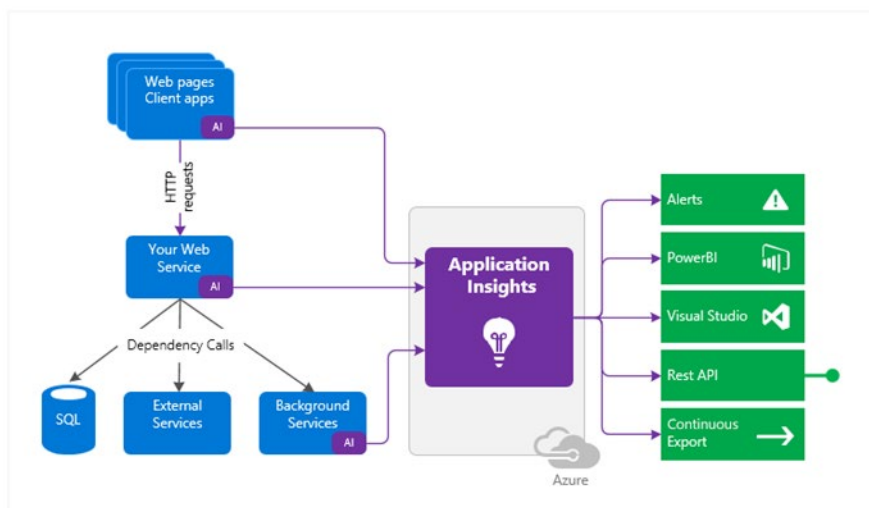 Web pages
Client apps
AI
HTTP
requests
Your Web
Service
AI
Dependency Calls
SQL
External
Services
Background
Services
AI
Application
Insights
Azure
Alerts
PowerBI
Visual Studio
Rest API
Continuous
Export